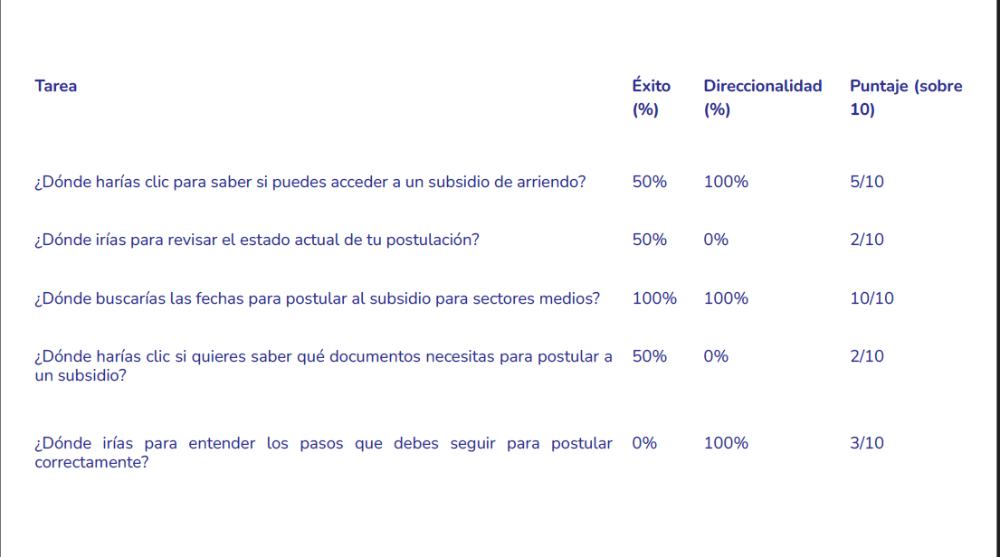 Tarea
Éxito (%)
Direccionalidad (%)
Puntaje (sobre 10)
¿Dónde harías clic para saber si puedes acceder a un subsidio de arriendo? 50% 100% 5/10
¿Dónde irías para revisar el estado actual de tu postulación? 50% 0% 2/10
¿Dónde buscarías las fechas para postular al subsidio para sectores medios? 100% 100% 10/10
¿Dónde harías clic si quieres saber qué documentos necesitas para postular a 50% 0% 2/10
un subsidio?
¿Dónde irías para entender los pasos que debes seguir para postular 0% 100% 3/10
correctamente?